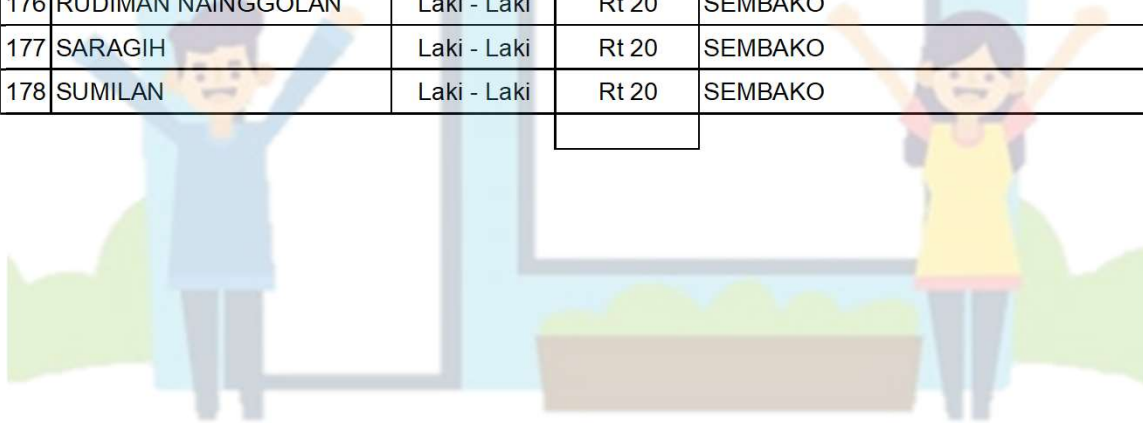 176 RUDIMAN NAINGGOLAN Laki - Laki Rt 20 SEMBAKO
177 SARAGIH Laki - Laki Rt 20 SEMBAKO
178 SUMILAN Laki - Laki Rt 20 SEMBAKO